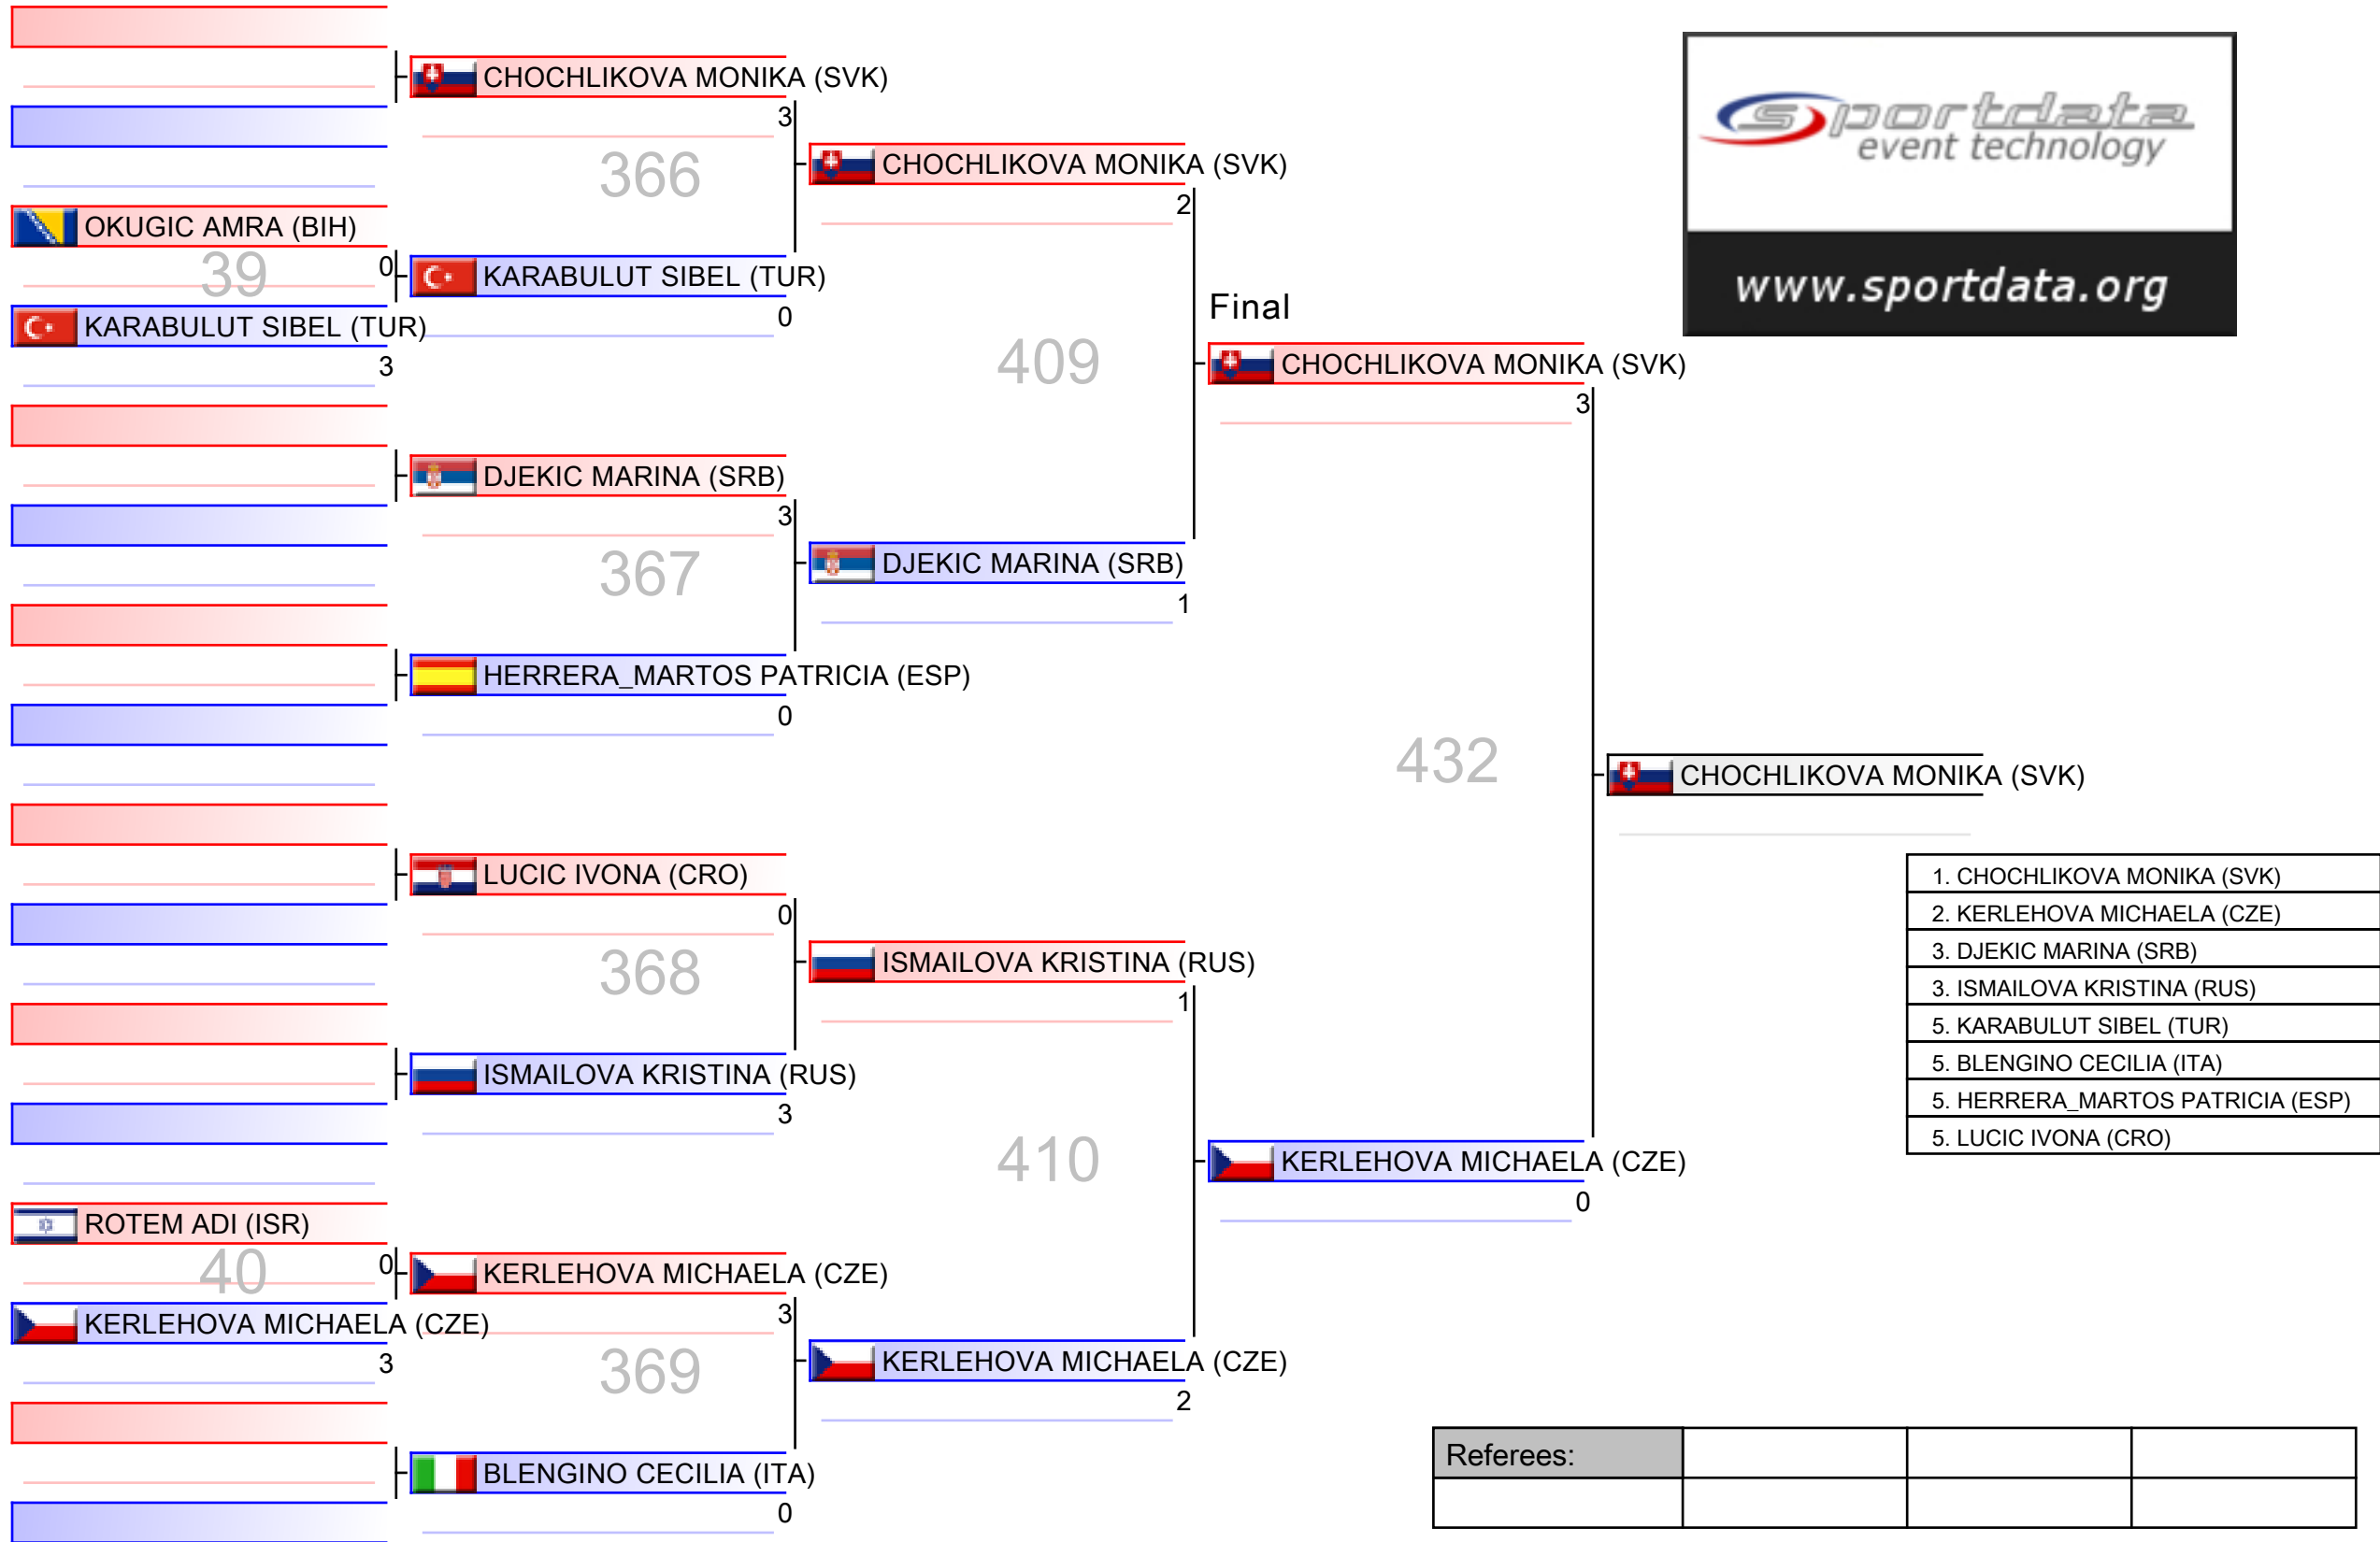 CHOCHLIKOVA MONIKA (SVK)
3
366
CHOCHLIKOVA MONIKA (SVK)
2
OKUGIC AMRA (BIH)
0
39
KARABULUT SIBEL (TUR)
0
KARABULUT SIBEL (TUR)
3
409
Final
CHOCHLIKOVA MONIKA (SVK)
3
DJEKIC MARINA (SRB)
3
367
DJEKIC MARINA (SRB)
1
HERRERA_MARTOS PATRICIA (ESP)
0
432
CHOCHLIKOVA MONIKA (SVK)
LUCIC IVONA (CRO)
0
368
ISMAILOVA KRISTINA (RUS)
1
ISMAILOVA KRISTINA (RUS)
3
410
KERLEHOVA MICHAELA (CZE)
0
ROTEM ADI (ISR)
0
40
KERLEHOVA MICHAELA (CZE)
3
KERLEHOVA MICHAELA (CZE)
3
369
KERLEHOVA MICHAELA (CZE)
2
BLENGINO CECILIA (ITA)
0
sportdata
event technology
www.sportdata.org
1. CHOCHLIKOVA MONIKA (SVK)
2. KERLEHOVA MICHAELA (CZE)
3. DJEKIC MARINA (SRB)
3. ISMAILOVA KRISTINA (RUS)
5. KARABULUT SIBEL (TUR)
5. BLENGINO CECILIA (ITA)
5. HERRERA_MARTOS PATRICIA (ESP)
5. LUCIC IVONA (CRO)
Referees: